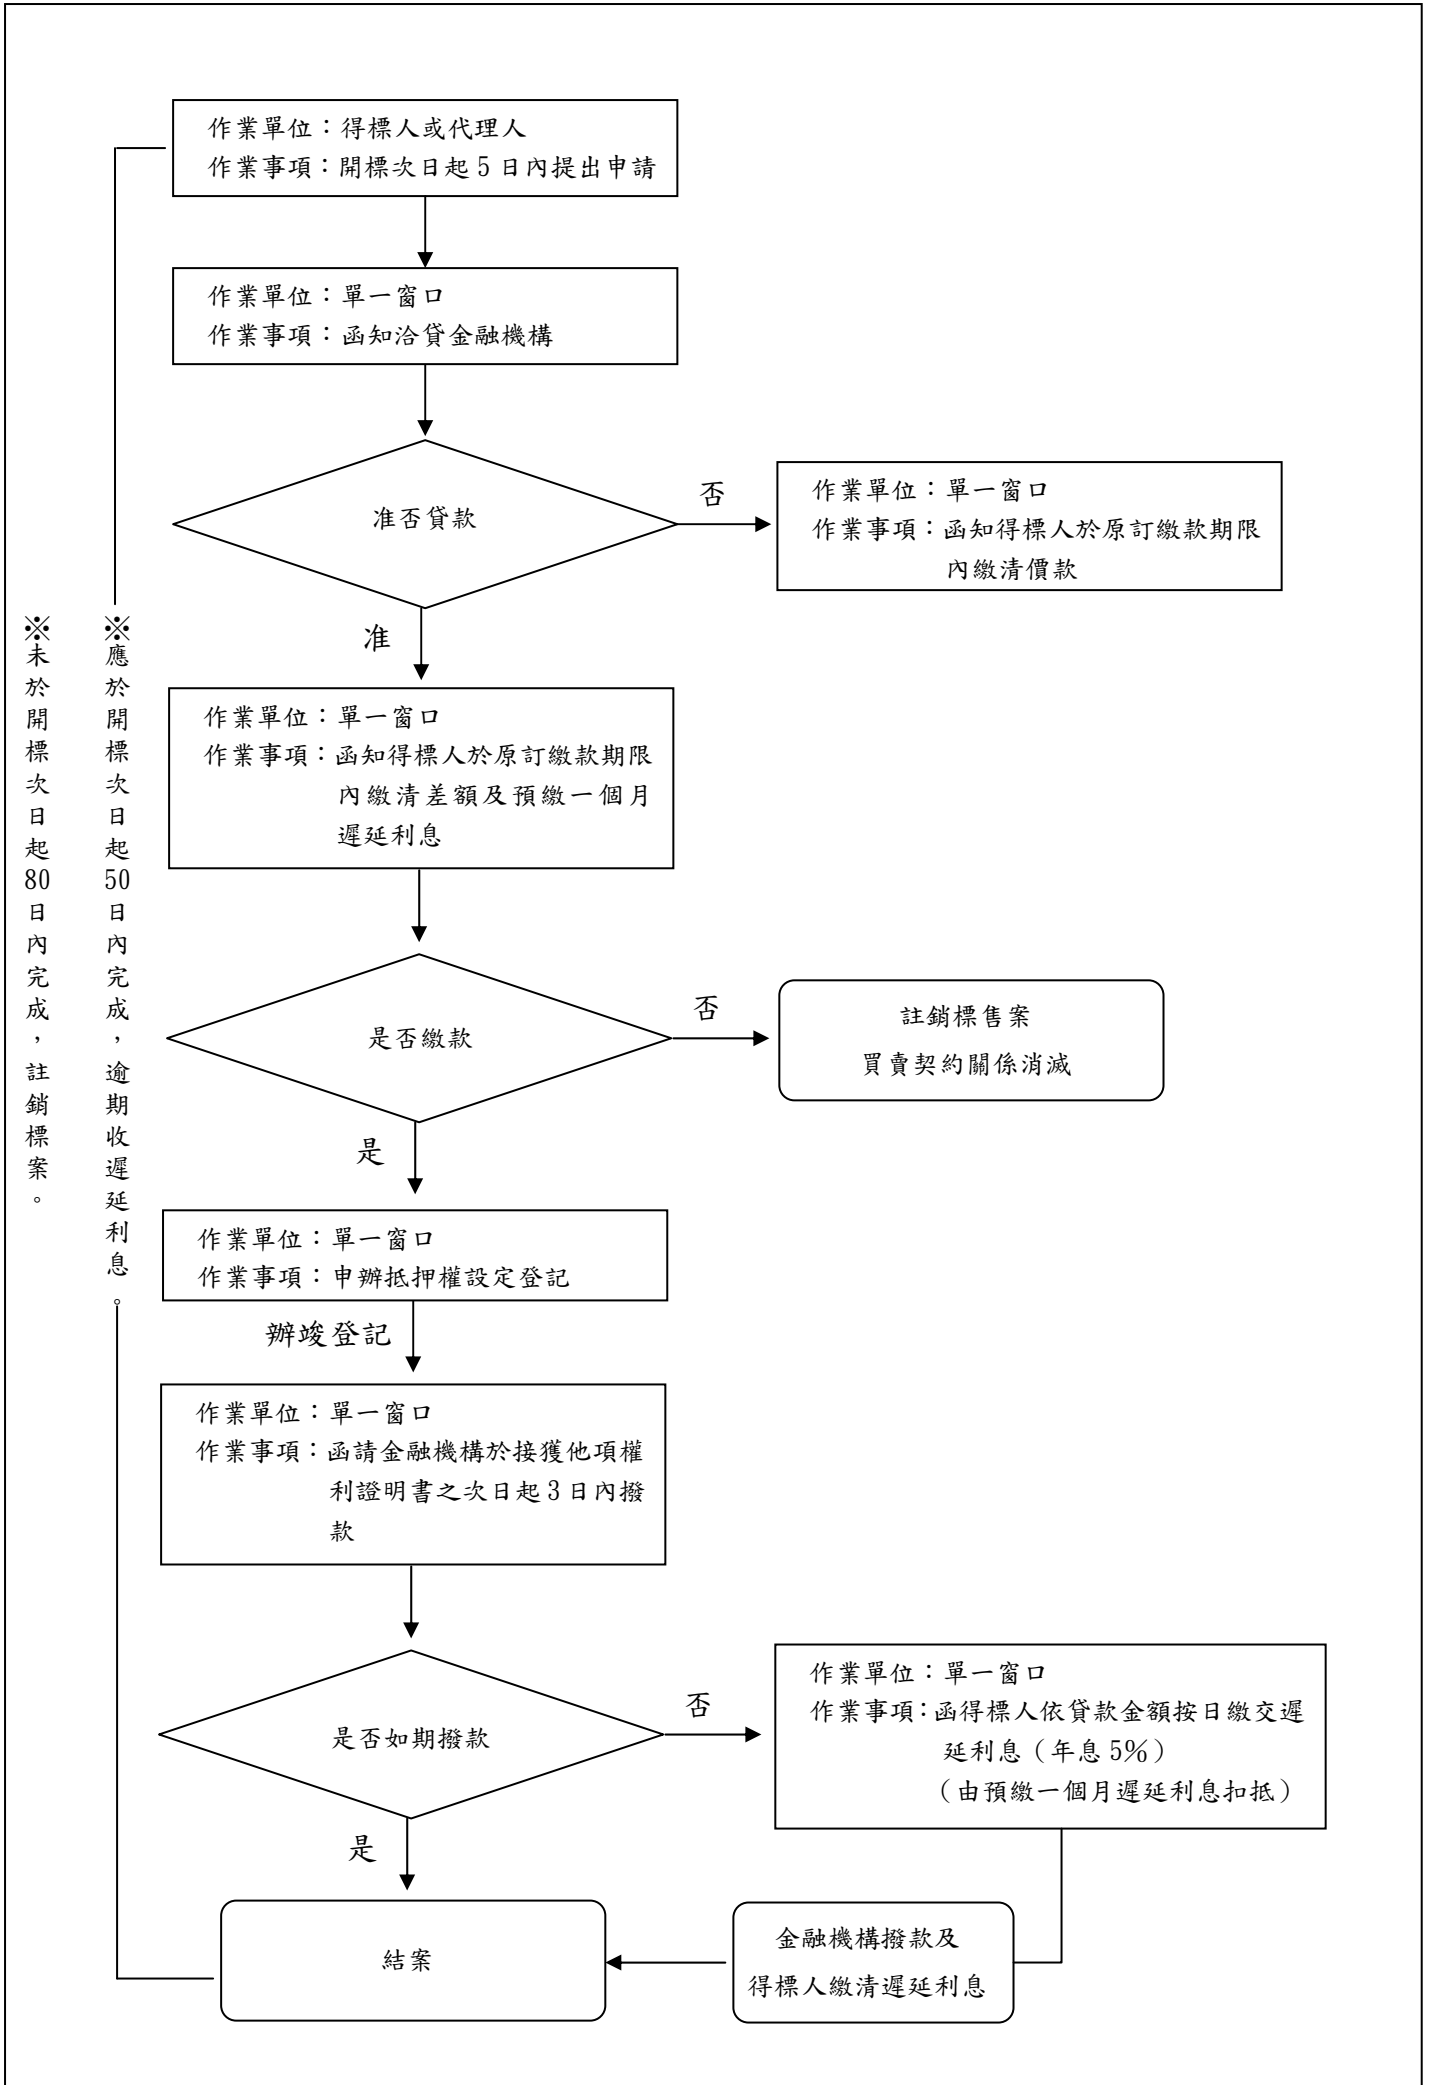 作業單位：得標人或代理人
作業事項：開標次日起5日內提出申請
作業單位：單一窗口
作業事項：函知洽貸金融機構
准否貸款
否
作業單位：單一窗口
作業事項：函知得標人於原訂繳款期限
內繳清價款
准
作業單位：單一窗口
作業事項：函知得標人於原訂繳款期限
內繳清差額及預繳一個月
遲延利息
是否繳款
否
註銷標售案
買賣契約關係消滅
是
作業單位：單一窗口
作業事項：申辦抵押權設定登記
辦竣登記
作業單位：單一窗口
作業事項：函請金融機構於接獲他項權
利證明書之次日起3日內撥
款
是否如期撥款
否
作業單位：單一窗口
作業事項：函得標人依貸款金額按日繳交遲
延利息（年息5%）
（由預繳一個月遲延利息扣抵）
是
結案
金融機構撥款及
得標人繳清遲延利息
※應於開標次日起50日內完成，逾期收遲延利息。
※未於開標次日起80日內完成，註銷標案。